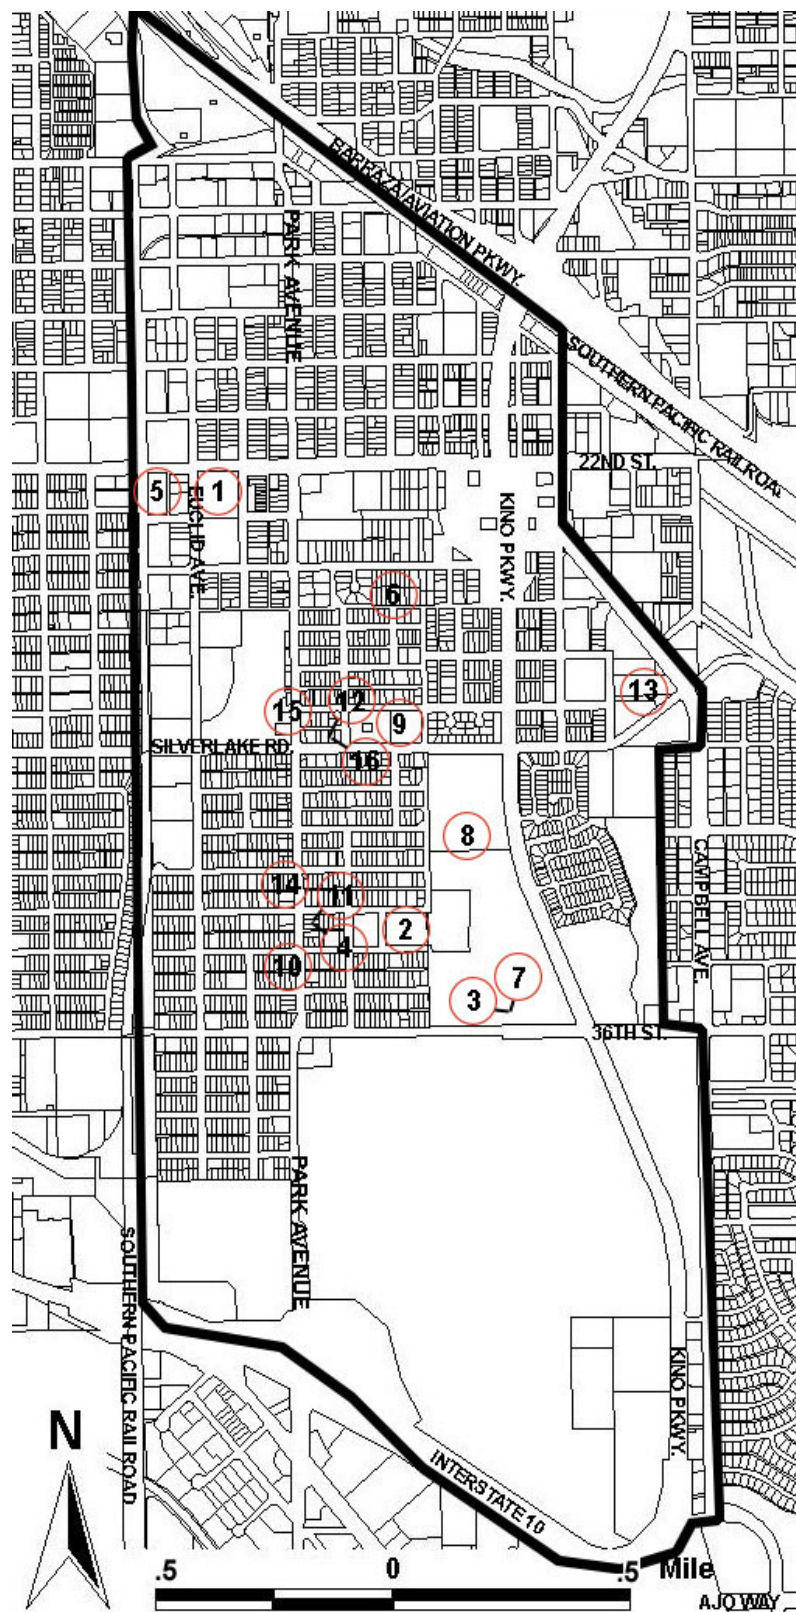 BARRAZA/AVIATION PKWY.
PARK AVENUE
SOUTHERN PACIFIC RAILROAD
22ND ST.
5
1
EUCLID AVE.
KINO PKWY.
6
13
12
15
9
SILVERLAKE RD.
16
8
CAMPBELL AVE.
14
11
2
4
10
7
3
36TH ST.
PARK AVENUE
SOUTHERN PACIFIC RAILROAD
KINO PKWY.
N
INTERSTATE 10
.5 0 .5 Mile
AJO WAY